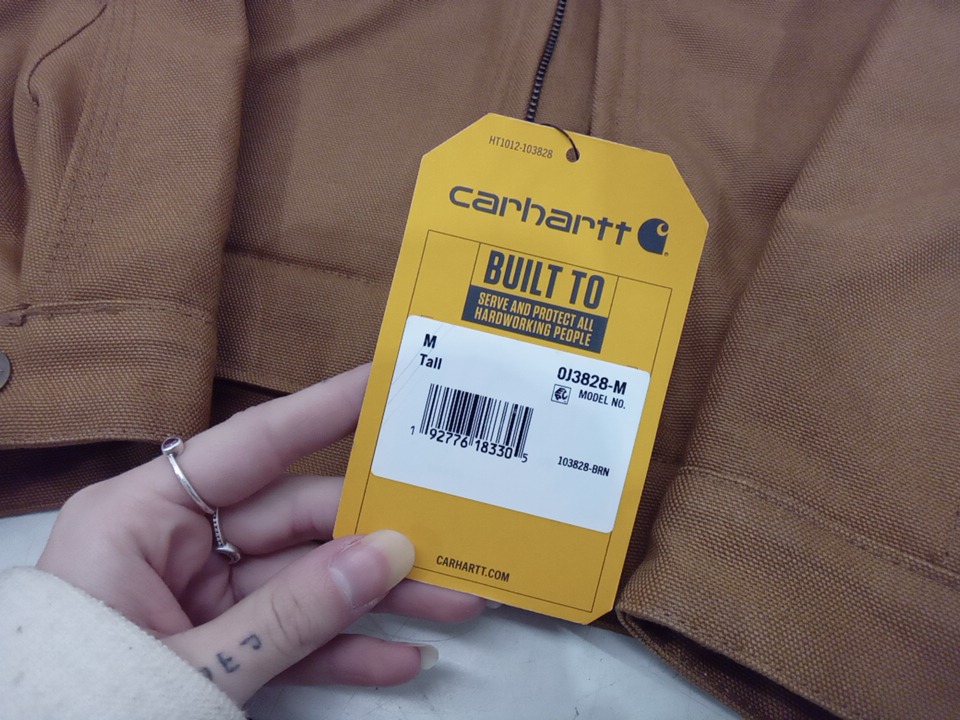 HT1012-103828
carhartt
BUILT TO
SERVE AND PROTECT ALL
HARDWORKING PEOPLE
M
Tall
0J3828-M
MODEL NO.
1 92776 18330 5
103828-BRN
CARHARTT.COM